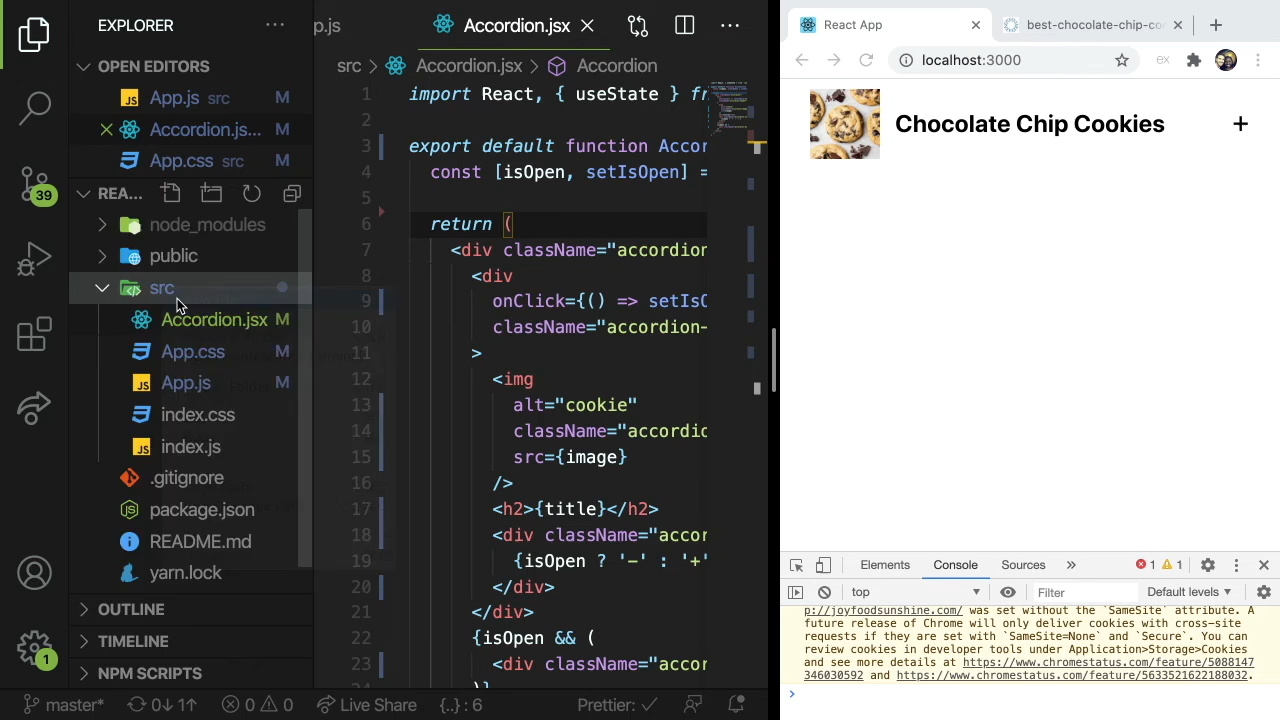 EXPLORER
OPEN EDITORS
App.js src M
Accordion.js... M
App.css src M
REA...
node_modules
public
src
Accordion.jsx M
App.css M
App.js M
index.css
index.js
.gitignore
package.json
README.md
yarn.lock
OUTLINE
TIMELINE
NPM SCRIPTS
39
1
p.js
Accordion.jsx
src > Accordion.jsx > Accordion
1 import React, { useState } fr
2
3 export default function Accor
4 const [isOpen, setIsOpen] =
5
6 return (
7 <div className="accordion
8 <div
9 onClick={() => setIsO
10 className="accordion-
11 >
12 <img
13 alt="cookie"
14 className="accordio
15 src={image}
16 />
17 <h2>{title}</h2>
18 <div className="accor
19 {isOpen ? '-' : '+'
20 </div>
21 </div>
22 {isOpen && (
23 <div className="accor
24 )}
master* 0↓ 1↑ 0 0 Live Share {..} : 6 Prettier: ✓
React App
best-chocolate-chip-co
localhost:3000
ex
Chocolate Chip Cookies +
Elements Console Sources » 1 1
top Filter Default levels ▼
p://joyfoodsunshine.com/ was set without the `SameSite` attribute. A
future release of Chrome will only deliver cookies with cross-site
requests if they are set with `SameSite=None` and `Secure`. You can
review cookies in developer tools under Application>Storage>Cookies
and see more details at https://www.chromestatus.com/feature/5088147
346030592 and https://www.chromestatus.com/feature/5633521622188032.
>